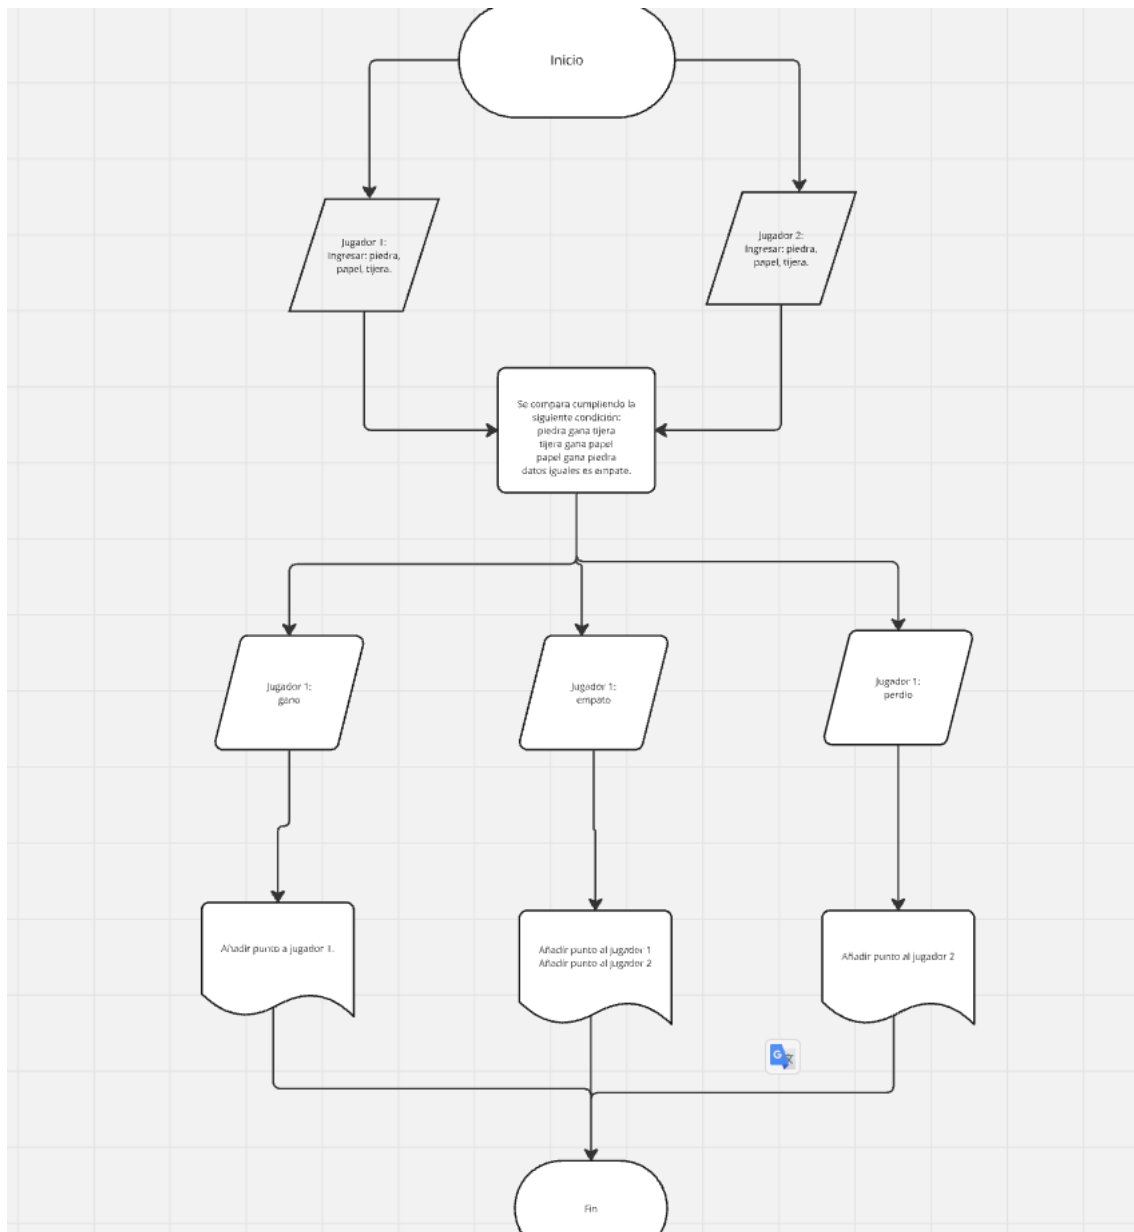 Inicio
Jugador 1:
Ingresar: piedra,
papel, tijera.
Jugador 2:
Ingresar: piedra,
papel, tijera.
Se compara cumpliendo la
siguiente condición:
piedra gana tijera
tijera gana papel
papel gana piedra
datos iguales es empate.
Jugador 1:
gano
Jugador 1:
empato
Jugador 1:
perdio
Añadir punto a jugador 1.
Añadir punto al jugador 1
Añadir punto al jugador 2
Añadir punto al jugador 2
G
Fin